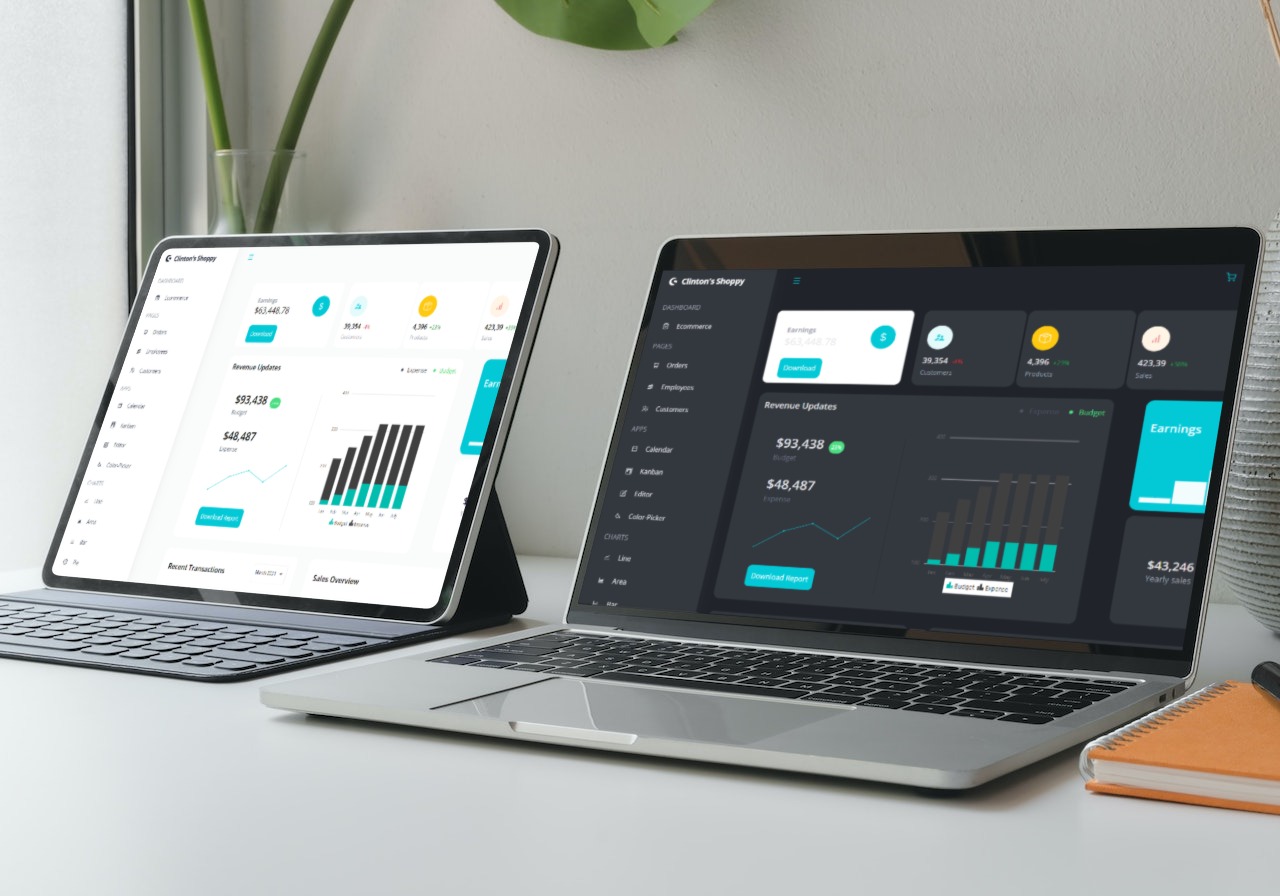 Clinton's Shoppy
DASHBOARD
Ecommerce
PAGES
Orders
Employees
Customers
APPS
Calendar
Kanban
Editor
Color-Picker
CHARTS
Line
Area
Bar
Pie
Earnings
$63,448.78
Download
39,354 -4%
Customers
4,396 +23%
Products
423,39
Sales
Revenue Updates
Expense
Budget
$93,438
Budget
$48,487
Expense
Download Report
Budget Expense
Earn
Recent Transactions
March 2021
Sales Overview
Clinton's Shoppy
DASHBOARD
Ecommerce
PAGES
Orders
Employees
Customers
APPS
Calendar
Kanban
Editor
Color-Picker
CHARTS
Line
Area
Bar
Earnings
$63,448.78
Download
39,354 -4%
Customers
4,396 +23%
Products
423,39
Sales
Revenue Updates
Expense
Budget
$93,438 23%
Budget
$48,487
Expense
Download Report
Budget Expense
Earnings
$43,246
Yearly sales